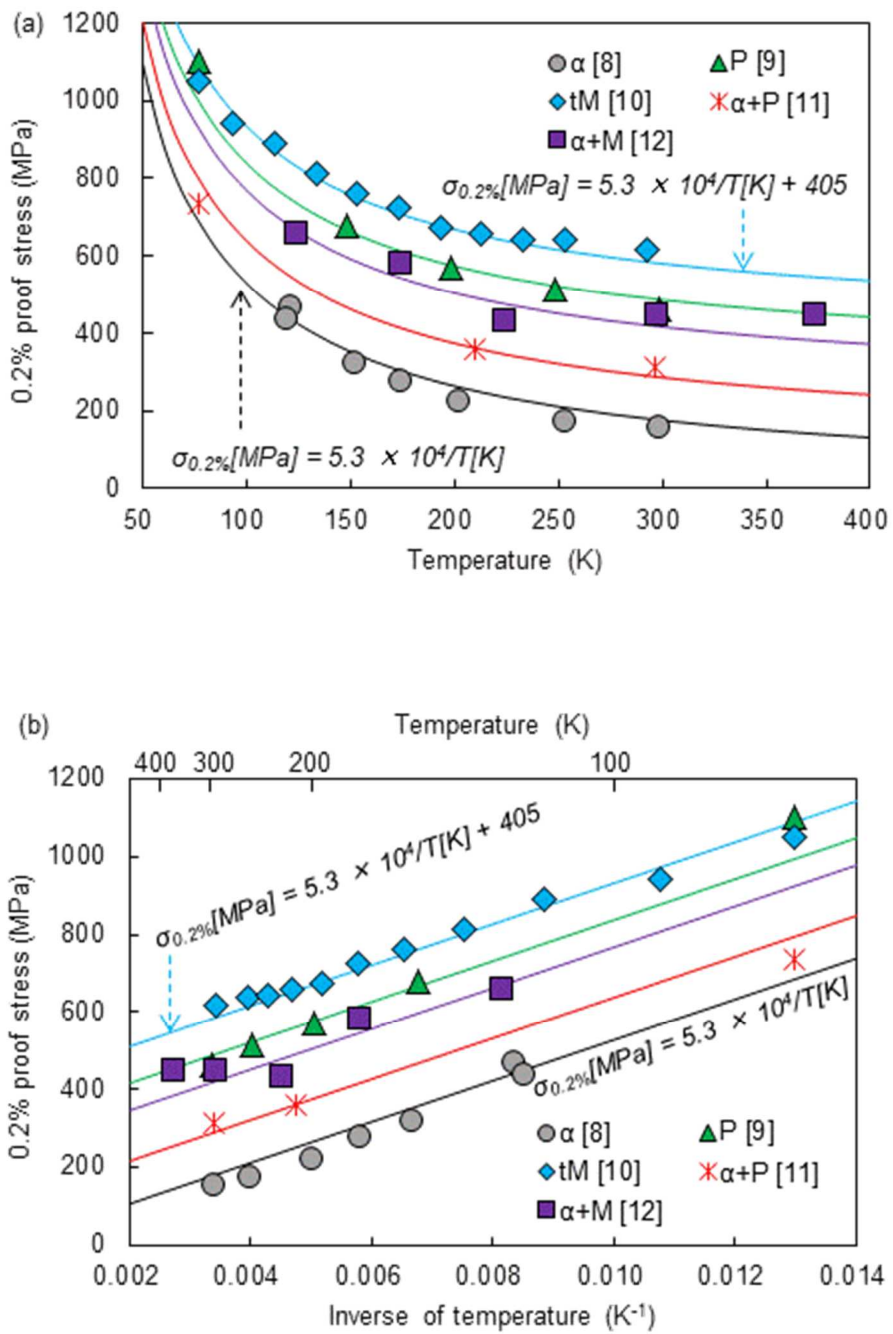 (a)
1200
1000
800
600
400
200
0
0.2% proof stress (MPa)
α [8]
P [9]
tM [10]
α+P [11]
α+M [12]
σ0.2%[MPa] = 5.3 × 10⁴/T[K] + 405
σ0.2%[MPa] = 5.3 × 10⁴/T[K]
50 100 150 200 250 300 350 400
Temperature (K)
(b)
Temperature (K)
400 300 200 100
1200
1000
800
600
400
200
0
0.2% proof stress (MPa)
σ0.2%[MPa] = 5.3 × 10⁴/T[K] + 405
σ0.2%[MPa] = 5.3 × 10⁴/T[K]
α [8]
P [9]
tM [10]
α+P [11]
α+M [12]
0.002 0.004 0.006 0.008 0.010 0.012 0.014
Inverse of temperature (K⁻¹)